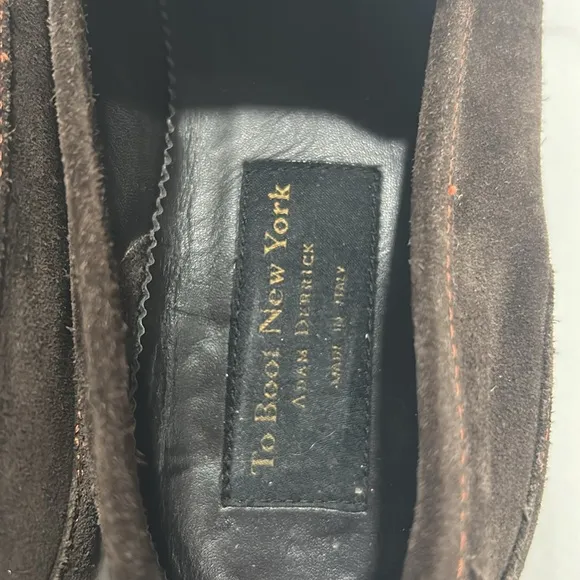 To Boot New York
Adam Derrick
Made in Italy